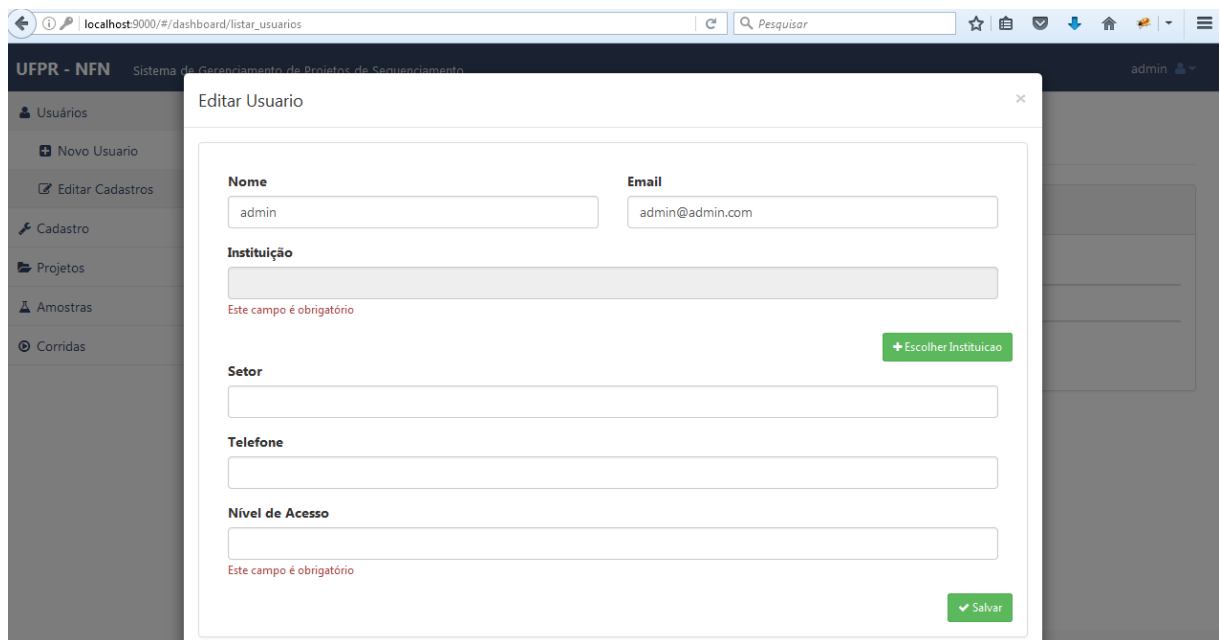 localhost:9000/#/dashboard/listar_usuarios
Pesquisar
UFPR - NFN
Sistema de Gerenciamento de Projetos de Sequenciamento
admin
Usuários
Novo Usuario
Editar Cadastros
Cadastro
Projetos
Amostras
Corridas
Editar Usuario
×
Nome
Email
admin
admin@admin.com
Instituição
Este campo é obrigatório
Escolher Instituicao
Setor
Telefone
Nível de Acesso
Este campo é obrigatório
Salvar